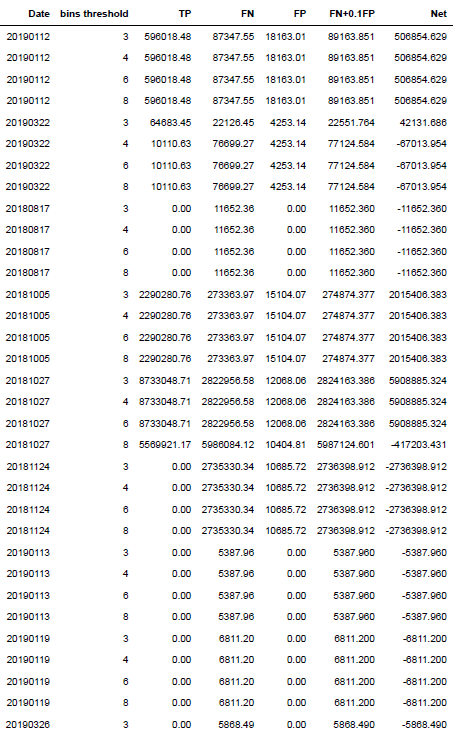 Date bins threshold TP FN FP FN+0.1FP Net
20190112 3 596018.48 87347.55 18163.01 89163.851 506854.629
20190112 4 596018.48 87347.55 18163.01 89163.851 506854.629
20190112 6 596018.48 87347.55 18163.01 89163.851 506854.629
20190112 8 596018.48 87347.55 18163.01 89163.851 506854.629
20190322 3 64683.45 22126.45 4253.14 22551.764 42131.686
20190322 4 10110.63 76699.27 4253.14 77124.584 -67013.954
20190322 6 10110.63 76699.27 4253.14 77124.584 -67013.954
20190322 8 10110.63 76699.27 4253.14 77124.584 -67013.954
20180817 3 0.00 11652.36 0.00 11652.360 -11652.360
20180817 4 0.00 11652.36 0.00 11652.360 -11652.360
20180817 6 0.00 11652.36 0.00 11652.360 -11652.360
20180817 8 0.00 11652.36 0.00 11652.360 -11652.360
20181005 3 2290280.76 273363.97 15104.07 274874.377 2015406.383
20181005 4 2290280.76 273363.97 15104.07 274874.377 2015406.383
20181005 6 2290280.76 273363.97 15104.07 274874.377 2015406.383
20181005 8 2290280.76 273363.97 15104.07 274874.377 2015406.383
20181027 3 8733048.71 2822956.58 12068.06 2824163.386 5908885.324
20181027 4 8733048.71 2822956.58 12068.06 2824163.386 5908885.324
20181027 6 8733048.71 2822956.58 12068.06 2824163.386 5908885.324
20181027 8 5569921.17 5986084.12 10404.81 5987124.601 -417203.431
20181124 3 0.00 2735330.34 10685.72 2736398.912 -2736398.912
20181124 4 0.00 2735330.34 10685.72 2736398.912 -2736398.912
20181124 6 0.00 2735330.34 10685.72 2736398.912 -2736398.912
20181124 8 0.00 2735330.34 10685.72 2736398.912 -2736398.912
20190113 3 0.00 5387.96 0.00 5387.960 -5387.960
20190113 4 0.00 5387.96 0.00 5387.960 -5387.960
20190113 6 0.00 5387.96 0.00 5387.960 -5387.960
20190113 8 0.00 5387.96 0.00 5387.960 -5387.960
20190119 3 0.00 6811.20 0.00 6811.200 -6811.200
20190119 4 0.00 6811.20 0.00 6811.200 -6811.200
20190119 6 0.00 6811.20 0.00 6811.200 -6811.200
20190119 8 0.00 6811.20 0.00 6811.200 -6811.200
20190326 3 0.00 5868.49 0.00 5868.490 -5868.490